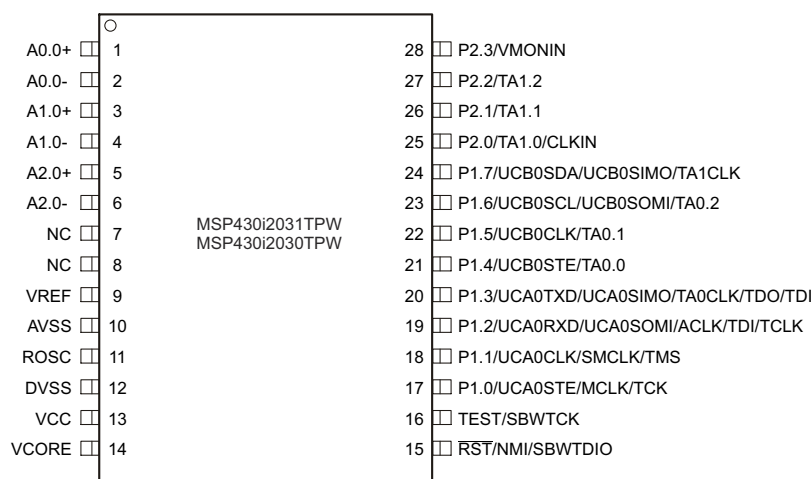 A0.0+ 1 28 P2.3/VMONIN
A0.0- 2 27 P2.2/TA1.2
A1.0+ 3 26 P2.1/TA1.1
A1.0- 4 25 P2.0/TA1.0/CLKIN
A2.0+ 5 24 P1.7/UCB0SDA/UCB0SIMO/TA1CLK
A2.0- 6 23 P1.6/UCB0SCL/UCB0SOMI/TA0.2
MSP430i2031TPW
NC 7 22 P1.5/UCB0CLK/TA0.1
MSP430i2030TPW
NC 8 21 P1.4/UCB0STE/TA0.0
VREF 9 20 P1.3/UCA0TXD/UCA0SIMO/TA0CLK/TDO/TDI
AVSS 10 19 P1.2/UCA0RXD/UCA0SOMI/ACLK/TDI/TCLK
ROSC 11 18 P1.1/UCA0CLK/SMCLK/TMS
DVSS 12 17 P1.0/UCA0STE/MCLK/TCK
VCC 13 16 TEST/SBWTCK
VCORE 14 15 RST/NMI/SBWTDIO